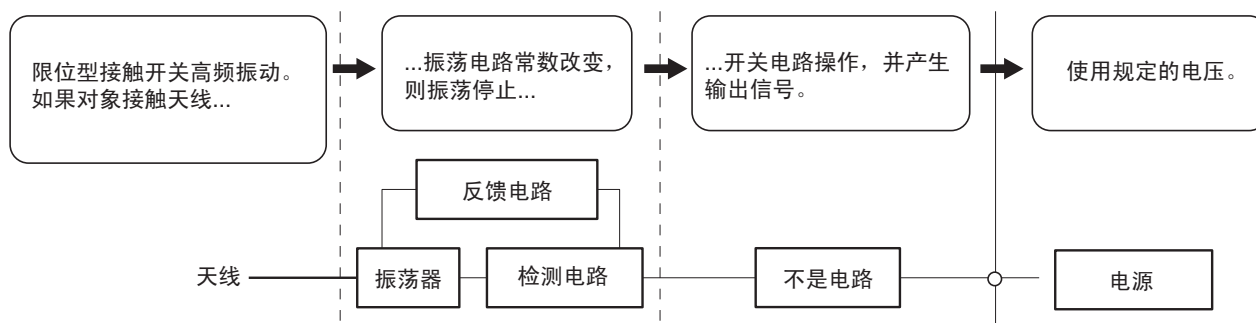 限位型接触开关高频振动。
如果对象接触天线...
...振荡电路常数改变，
则振荡停止...
...开关电路操作，并产生
输出信号。
使用规定的电压。
反馈电路
天线
振荡器
检测电路
不是电路
电源